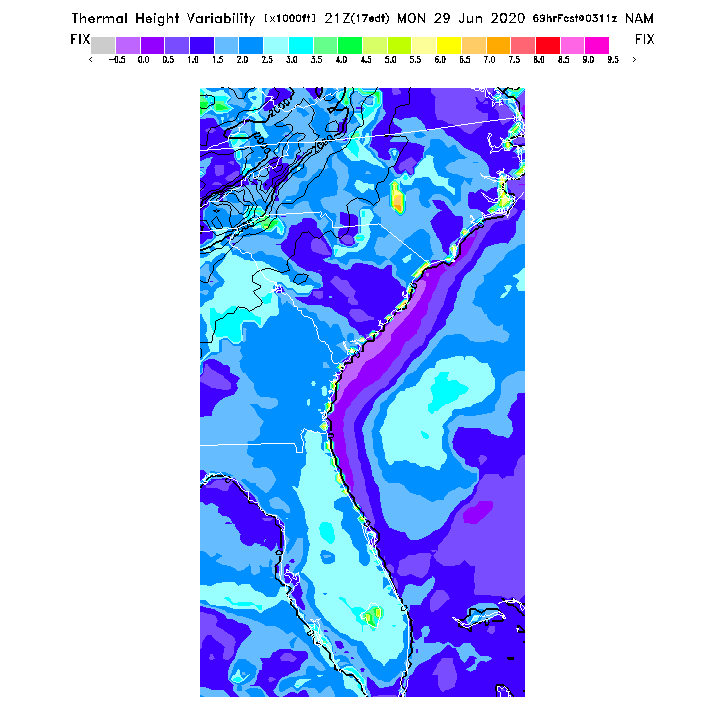 Thermal Height Variability [x1000ft] 21Z(17edt) MON 29 Jun 2020 69hrFcst@0311z NAM
FIX FIX
< -0.5 0.0 0.5 1.0 1.5 2.0 2.5 3.0 3.5 4.0 4.5 5.0 5.5 6.0 6.5 7.0 7.5 8.0 8.5 9.0 9.5 >